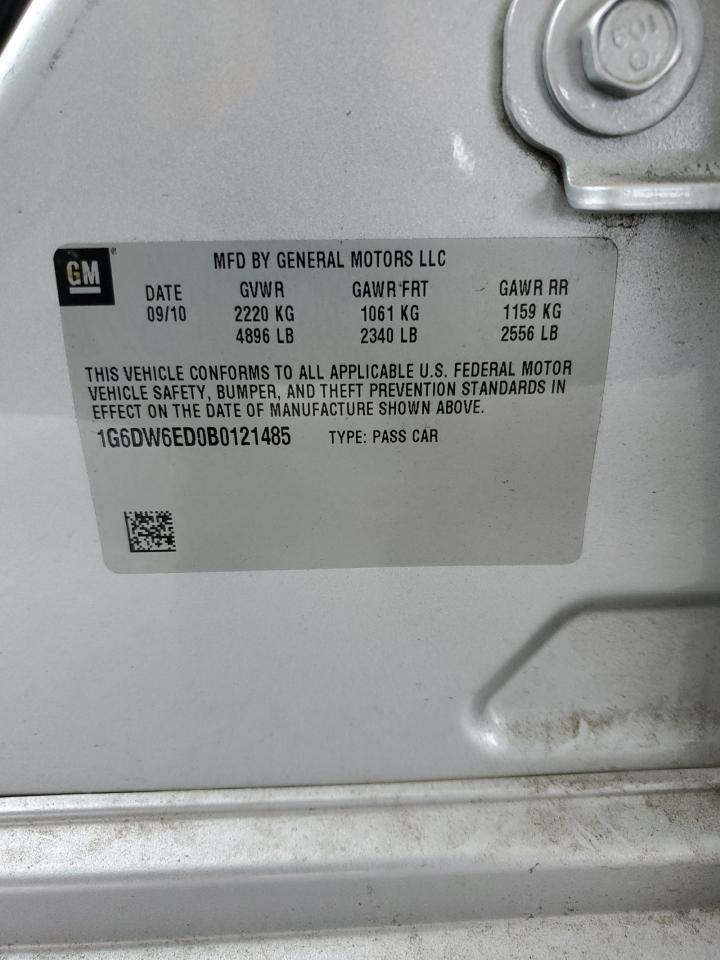 GM ®
MFD BY GENERAL MOTORS LLC
DATE GVWR GAWR FRT GAWR RR
09/10 2220 KG 1061 KG 1159 KG
4896 LB 2340 LB 2556 LB
THIS VEHICLE CONFORMS TO ALL APPLICABLE U.S. FEDERAL MOTOR
VEHICLE SAFETY, BUMPER, AND THEFT PREVENTION STANDARDS IN
EFFECT ON THE DATE OF MANUFACTURE SHOWN ABOVE.
1G6DW6ED0B0121485 TYPE: PASS CAR